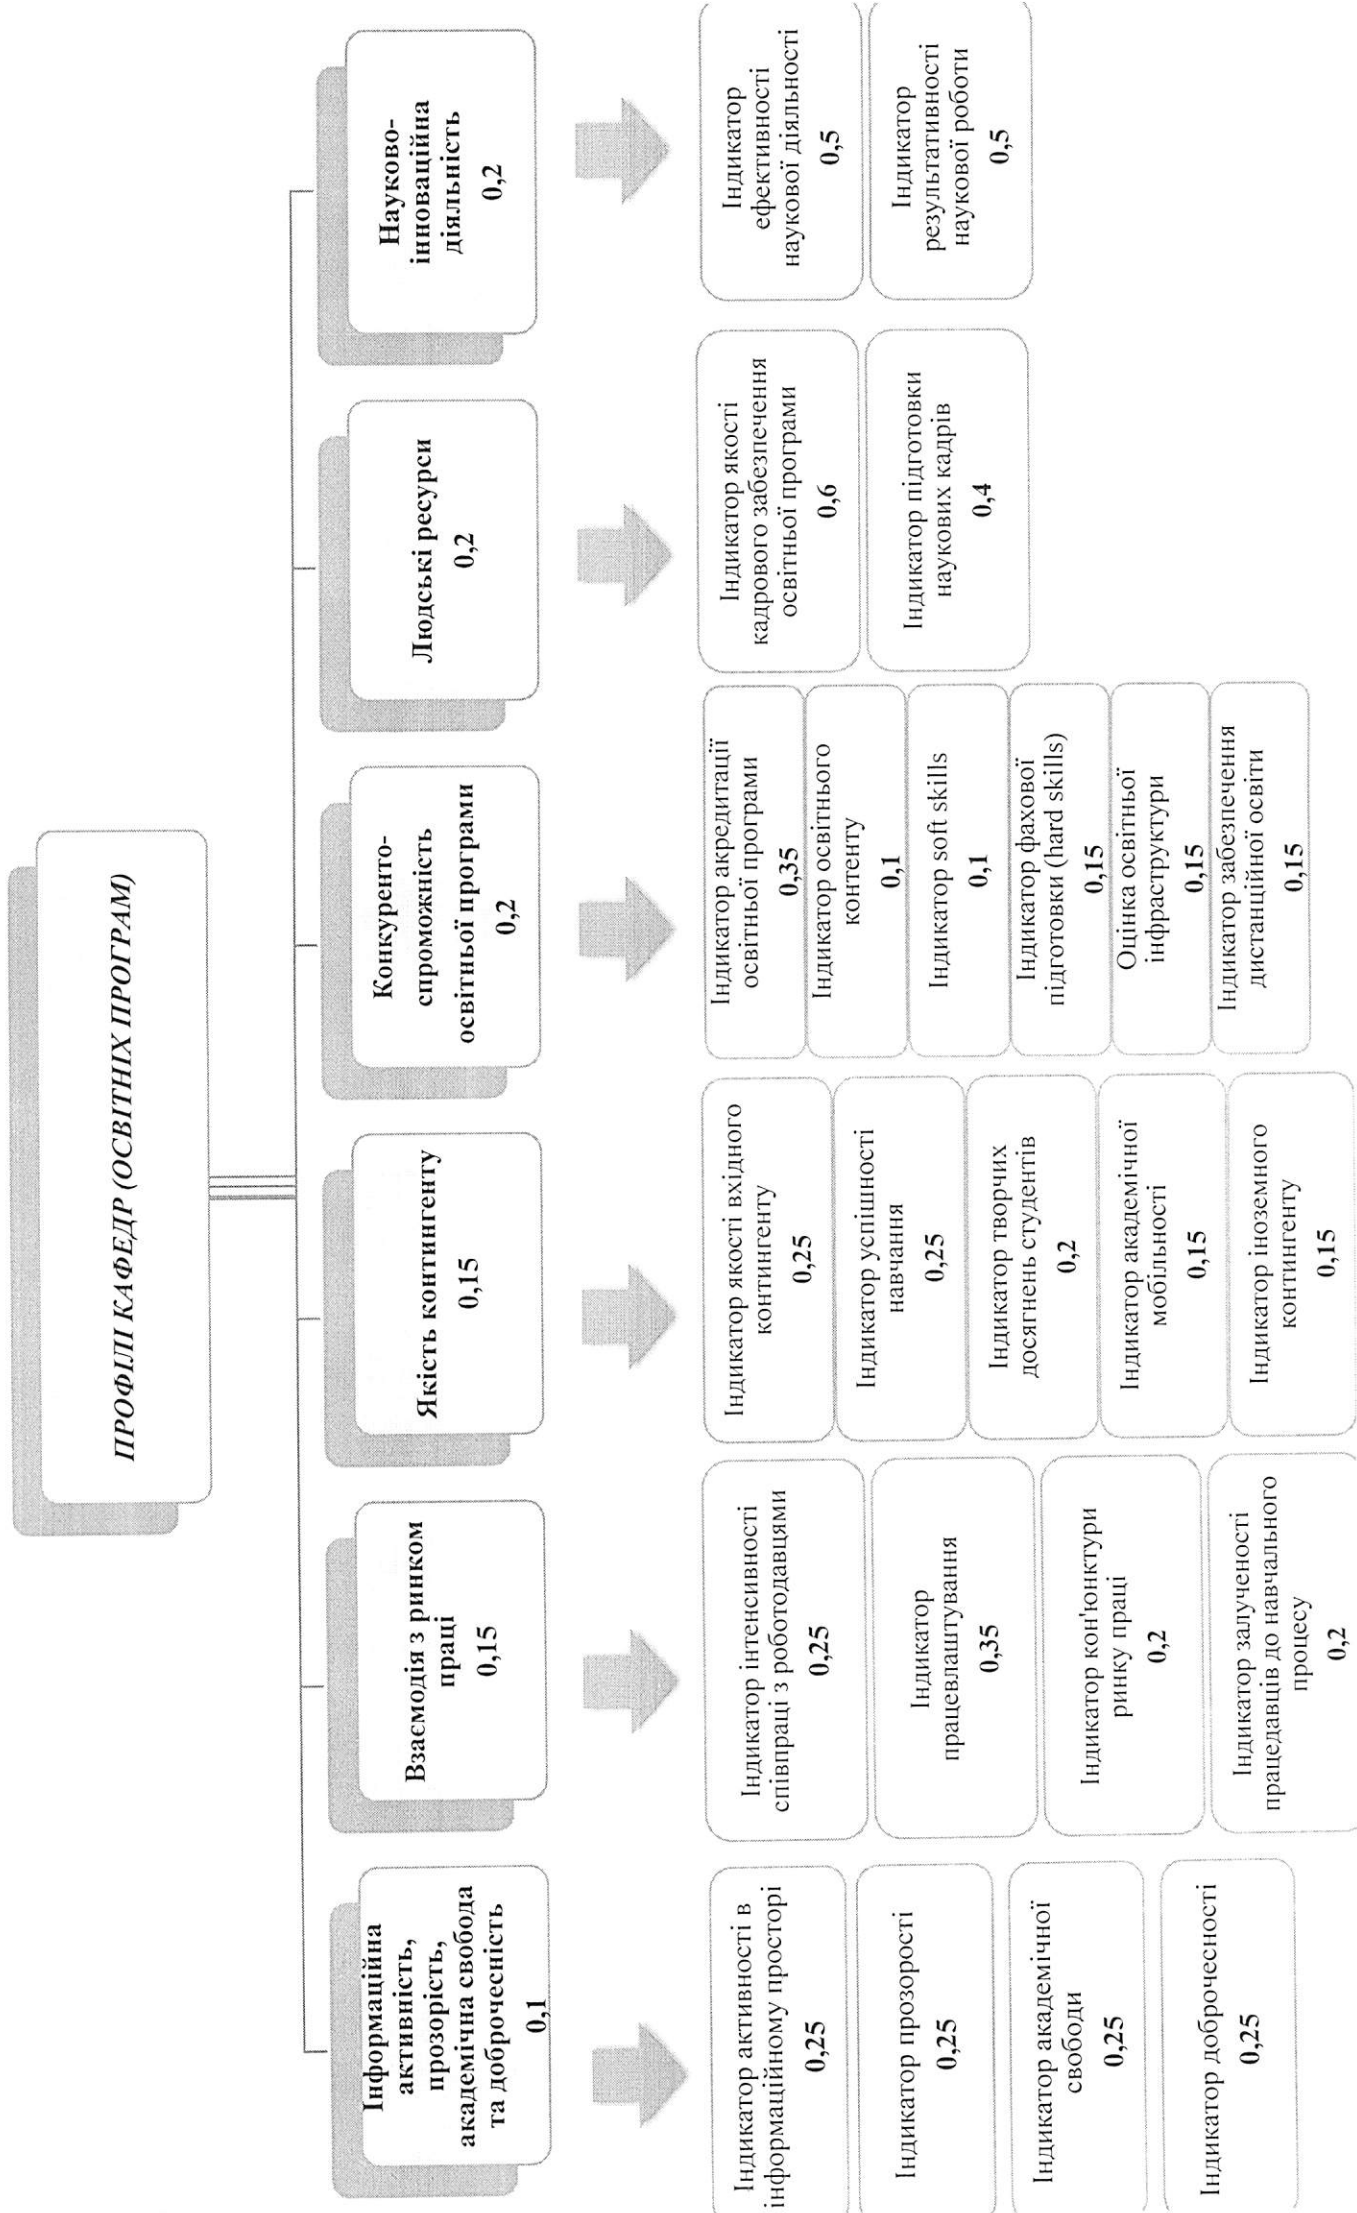 ПРОФІЛІ КАФЕДР (ОСВІТНІХ ПРОГРАМ)
Інформаційна
активність,
прозорість,
академічна свобода
та доброчесність
0,1
Індикатор активності в
інформаційному просторі
0,25
Індикатор прозорості
0,25
Індикатор академічної
свободи
0,25
Індикатор доброчесності
0,25
Взаємодія з ринком
праці
0,15
Індикатор інтенсивності
співпраці з роботодавцями
0,25
Індикатор
працевлаштування
0,35
Індикатор кон'юнктури
ринку праці
0,2
Індикатор залученості
працедавців до навчального
процесу
0,2
Якість контингенту
0,15
Індикатор якості вхідного
контингенту
0,25
Індикатор успішності
навчання
0,25
Індикатор творчих
досягнень студентів
0,2
Індикатор академічної
мобільності
0,15
Індикатор іноземного
контингенту
0,15
Конкуренто-
спроможність
освітньої програми
0,2
Індикатор акредитації
освітньої програми
0,35
Індикатор освітнього
контенту
0,1
Індикатор soft skills
0,1
Індикатор фахової
підготовки (hard skills)
0,15
Оцінка освітньої
інфраструктури
0,15
Індикатор забезпечення
дистанційної освіти
0,15
Людські ресурси
0,2
Індикатор якості
кадрового забезпечення
освітньої програми
0,6
Індикатор підготовки
наукових кадрів
0,4
Науково-
інноваційна
діяльність
0,2
Індикатор
ефективності
наукової діяльності
0,5
Індикатор
результативності
наукової роботи
0,5